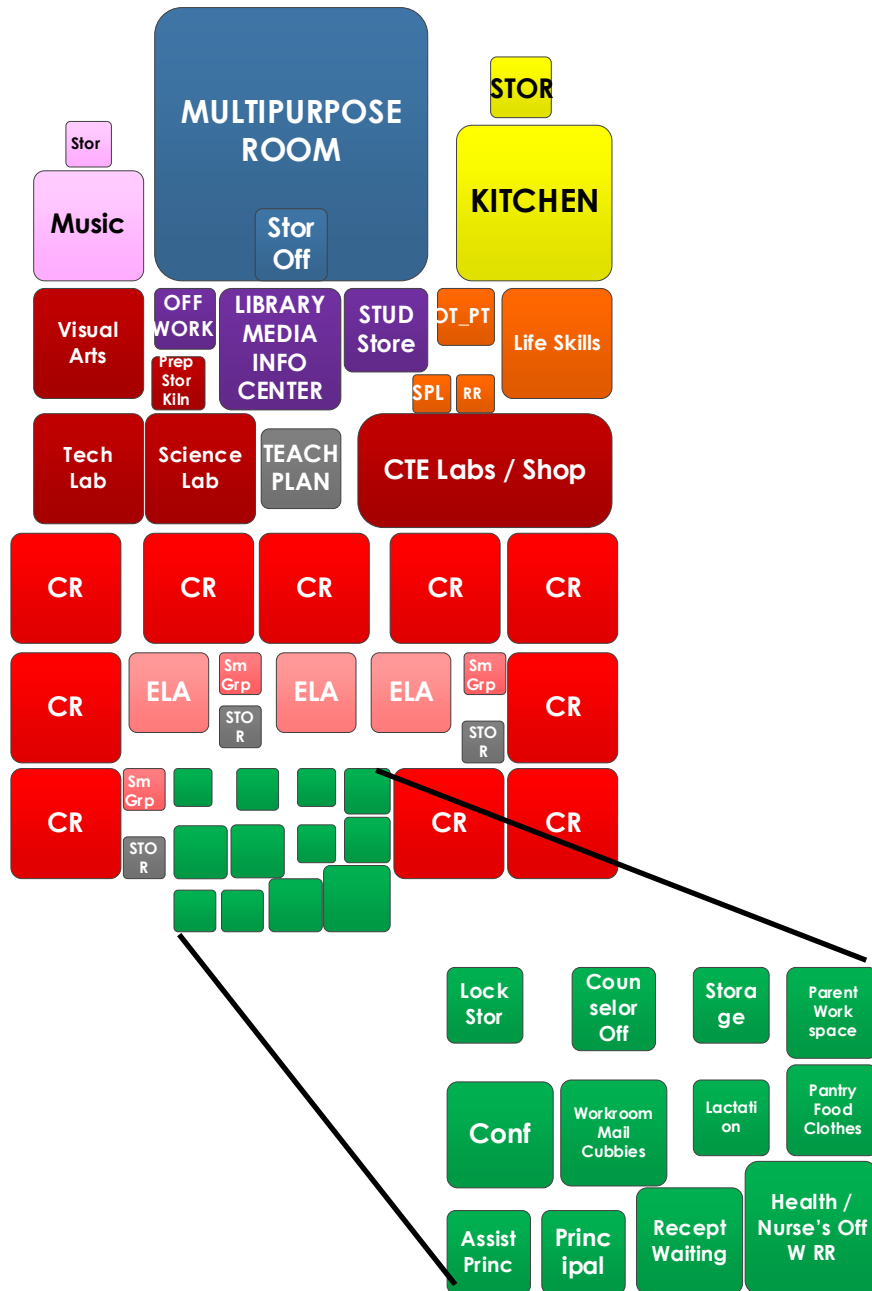 MULTIPURPOSE
ROOM
STOR
Stor
Music
KITCHEN
Stor
Off
Visual
Arts
OFF
WORK
LIBRARY
MEDIA
INFO
CENTER
STUD
Store
OT_PT
Life Skills
Prep
Stor
Kiln
SPL
RR
Tech
Lab
Science
Lab
TEACH
PLAN
CTE Labs / Shop
CR
CR
CR
CR
CR
CR
ELA
Sm
Grp
STO
R
ELA
ELA
Sm
Grp
STO
R
CR
CR
Sm
Grp
STO
R
CR
CR
Lock
Stor
Coun
selor
Off
Stora
ge
Parent
Work
space
Conf
Workroom
Mail
Cubbies
Lactati
on
Pantry
Food
Clothes
Assist
Princ
Princ
ipal
Recept
Waiting
Health /
Nurse's Off
W RR